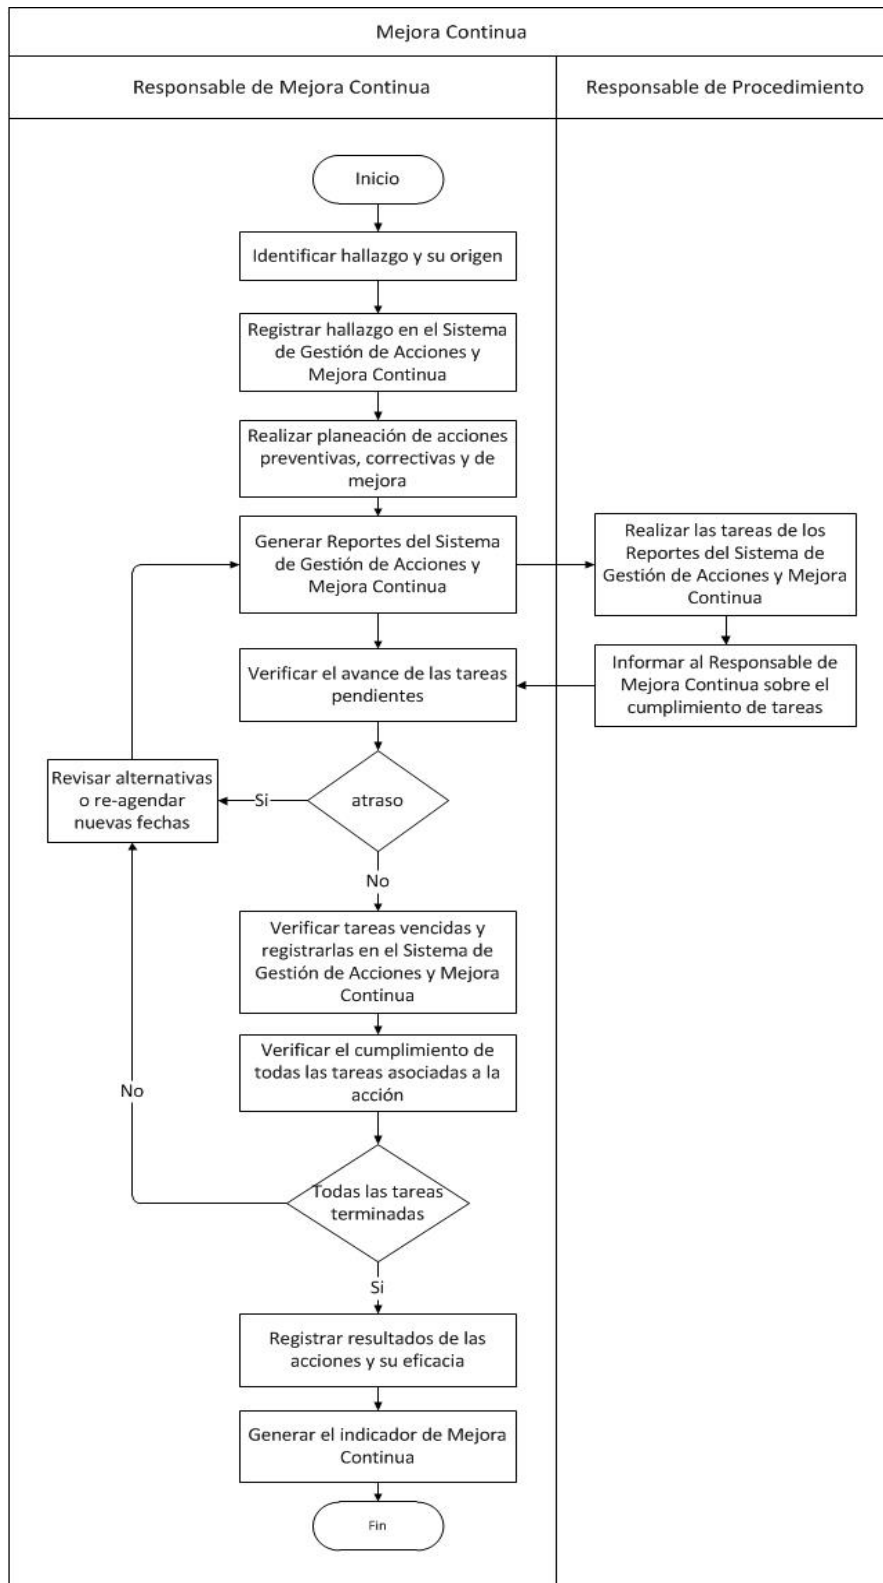 Mejora Continua
Responsable de Mejora Continua
Responsable de Procedimiento
Inicio
Identificar hallazgo y su origen
Registrar hallazgo en el Sistema
de Gestión de Acciones y
Mejora Continua
Realizar planeación de acciones
preventivas, correctivas y de
mejora
Generar Reportes del Sistema
de Gestión de Acciones y
Mejora Continua
Realizar las tareas de los
Reportes del Sistema de
Gestión de Acciones y Mejora
Continua
Informar al Responsable de
Mejora Continua sobre el
cumplimiento de tareas
Verificar el avance de las tareas
pendientes
atraso
Si
Revisar alternativas
o re-agendar
nuevas fechas
No
Verificar tareas vencidas y
registrarlas en el Sistema de
Gestión de Acciones y Mejora
Continua
Verificar el cumplimiento de
todas las tareas asociadas a la
acción
No
Todas las tareas
terminadas
Si
Registrar resultados de las
acciones y su eficacia
Generar el indicador de Mejora
Continua
Fin